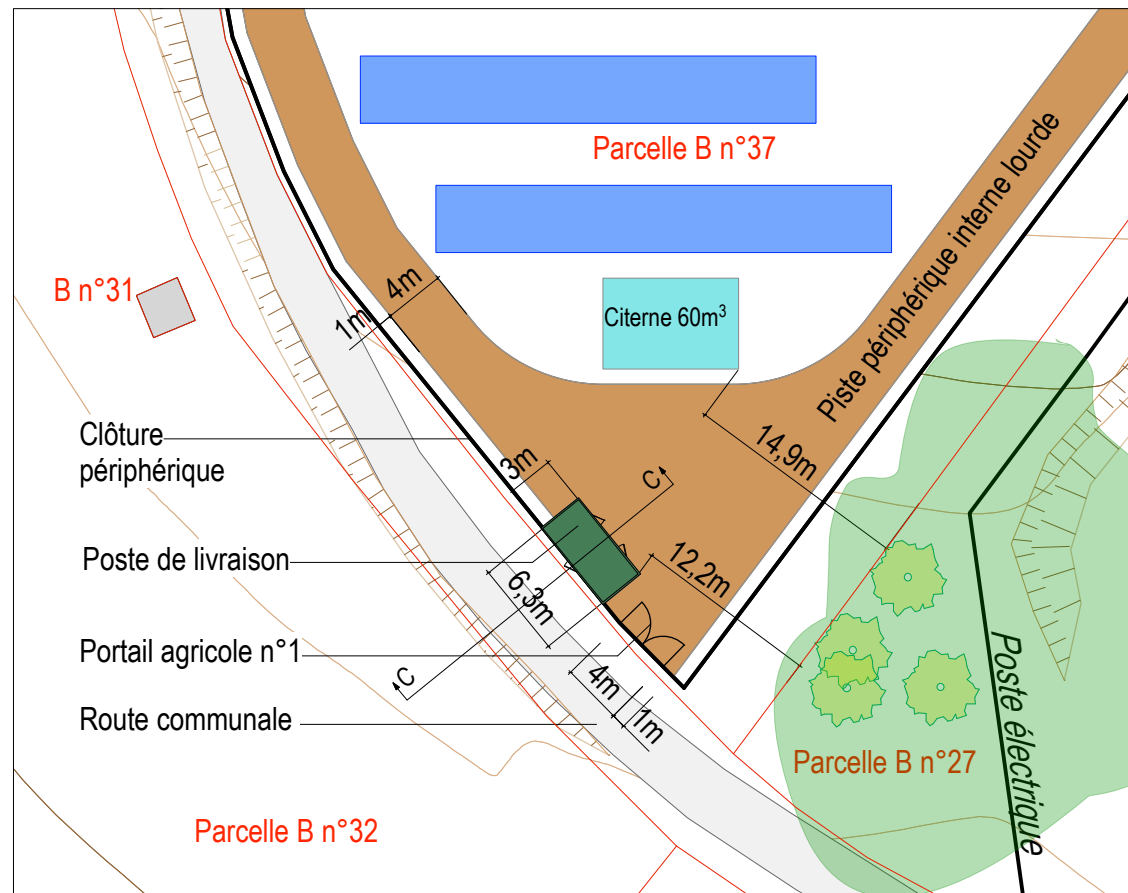 Parcelle B n°37
Piste périphérique interne lourde
B n°31
4m
1m
Citerne 60m³
Clôture
périphérique
14,9m
3m
C
Poste de livraison
12,2m
6,3m
Portail agricole n°1
C
4m
1m
Route communale
Poste électrique
Parcelle B n°27
Parcelle B n°32